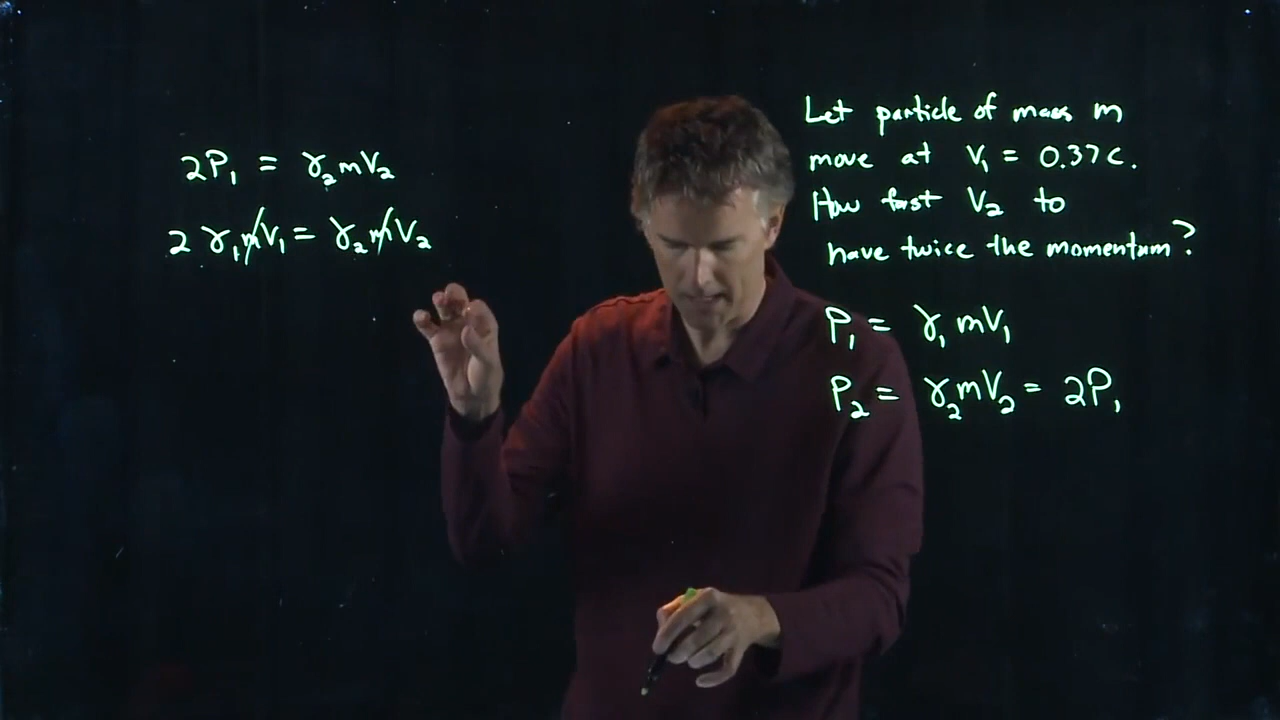 2P₁ = γ₂mV₂
2γ₁mV₁ = γ₂mV₂
Let particle of mass m
move at V₁ = 0.37c.
How fast V₂ to
have twice the momentum?
P₁ = γ₁mV₁
P₂ = γ₂mV₂ = 2P₁